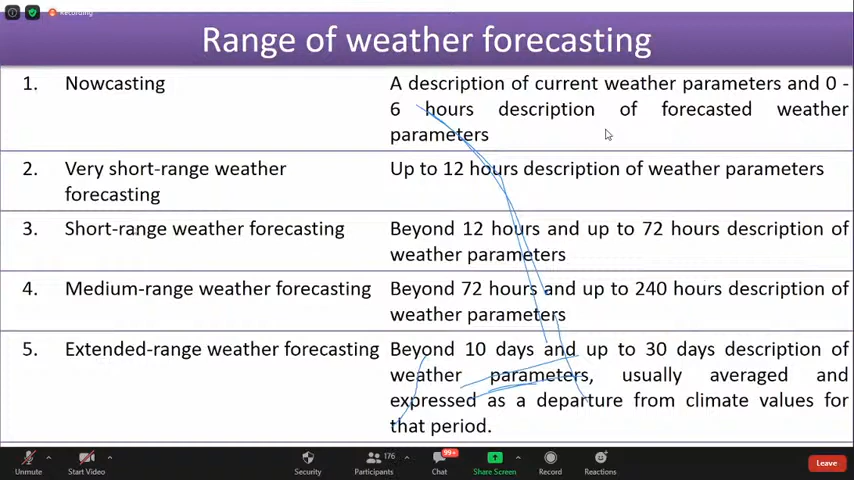 Recording
Range of weather forecasting
1. Nowcasting A description of current weather parameters and 0 -
6 hours description of forecasted weather
parameters
2. Very short-range weather Up to 12 hours description of weather parameters
forecasting
3. Short-range weather forecasting Beyond 12 hours and up to 72 hours description of
weather parameters
4. Medium-range weather forecasting Beyond 72 hours and up to 240 hours description of
weather parameters
5. Extended-range weather forecasting Beyond 10 days and up to 30 days description of
weather parameters, usually averaged and
expressed as a departure from climate values for
that period.
176 99+
Unmute Start Video Security Participants Chat Share Screen Record Reactions Leave